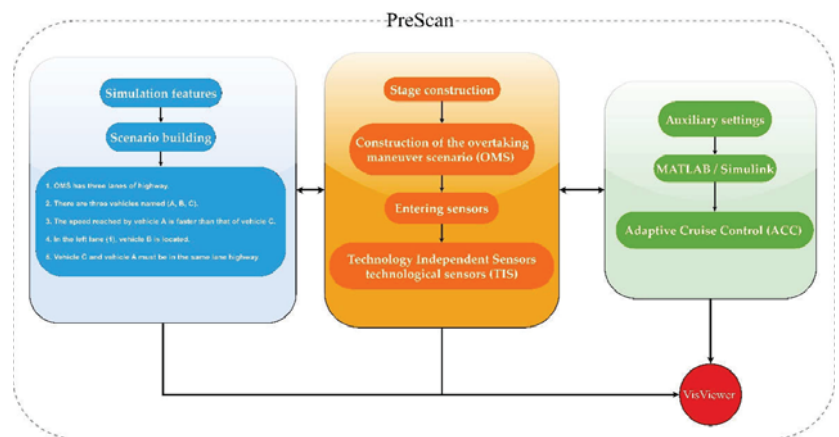 PreScan
Simulation features
Scenario building
1. OMS has three lanes of highway.
2. There are three vehicles named (A, B, C).
3. The speed reached by vehicle A is faster than that of vehicle C.
4. In the left lane (1), vehicle B is located.
5. Vehicle C and vehicle A must be in the same lane highway.
Stage construction
Construction of the overtaking
maneuver scenario (OMS)
Entering sensors
Technology Independent Sensors
technological sensors (TIS)
Auxiliary settings
MATLAB / Simulink
Adaptive Cruise Control (ACC)
VisViewer